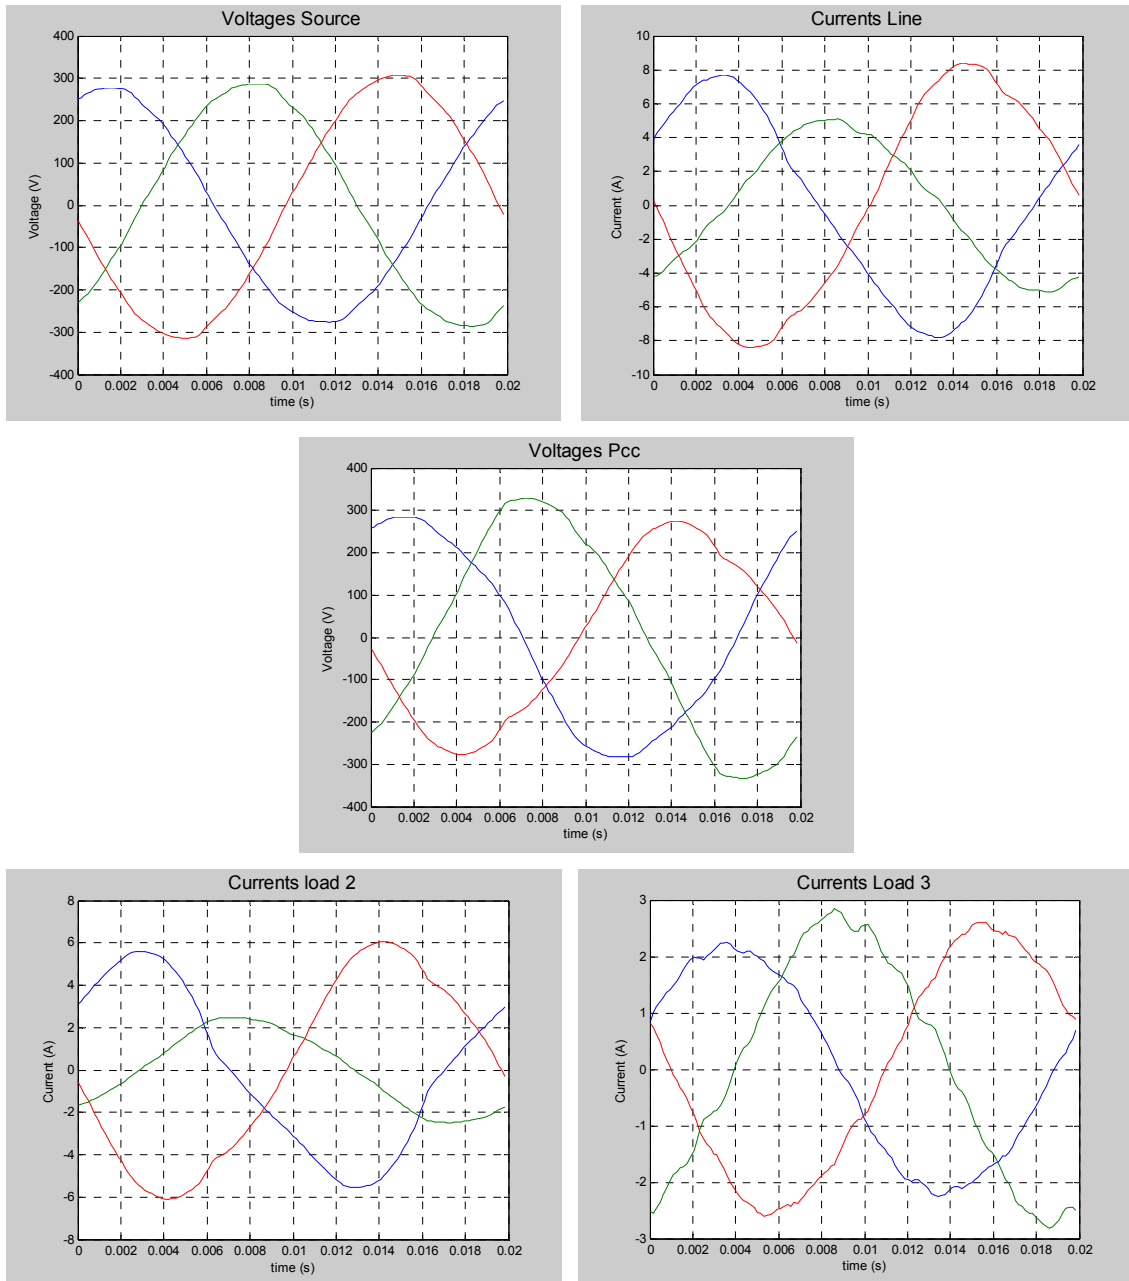 Voltages Source
Voltage (V)
400
300
200
100
0
-100
-200
-300
-400
0 0.002 0.004 0.006 0.008 0.01 0.012 0.014 0.016 0.018 0.02
time (s)
Currents Line
Current (A)
10
8
6
4
2
0
-2
-4
-6
-8
-10
0 0.002 0.004 0.006 0.008 0.01 0.012 0.014 0.016 0.018 0.02
time (s)
Voltages Pcc
Voltage (V)
400
300
200
100
0
-100
-200
-300
-400
0 0.002 0.004 0.006 0.008 0.01 0.012 0.014 0.016 0.018 0.02
time (s)
Currents load 2
Current (A)
8
6
4
2
0
-2
-4
-6
-8
0 0.002 0.004 0.006 0.008 0.01 0.012 0.014 0.016 0.018 0.02
time (s)
Currents Load 3
Current (A)
3
2
1
0
-1
-2
-3
0 0.002 0.004 0.006 0.008 0.01 0.012 0.014 0.016 0.018 0.02
time (s)